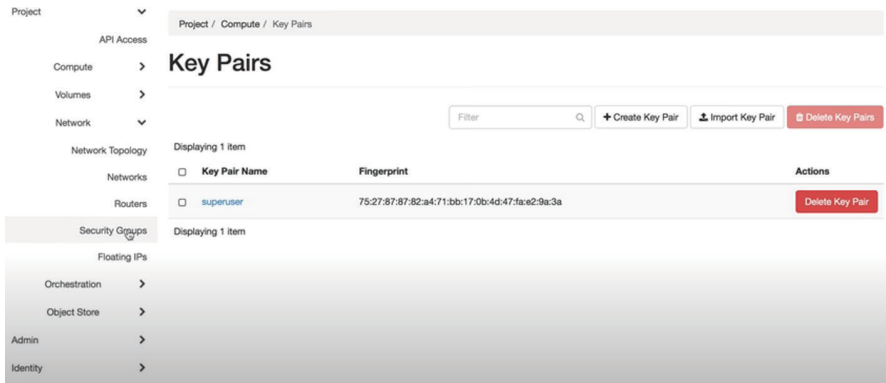 Project
API Access
Compute
Volumes
Network
Network Topology
Networks
Routers
Security Groups
Floating IPs
Orchestration
Object Store
Admin
Identity
Project / Compute / Key Pairs
Key Pairs
Filter
+ Create Key Pair
Import Key Pair
Delete Key Pairs
Displaying 1 item
Key Pair Name Fingerprint Actions
superuser 75:27:87:87:82:a4:71:bb:17:0b:4d:47:fa:e2:9a:3a Delete Key Pair
Displaying 1 item